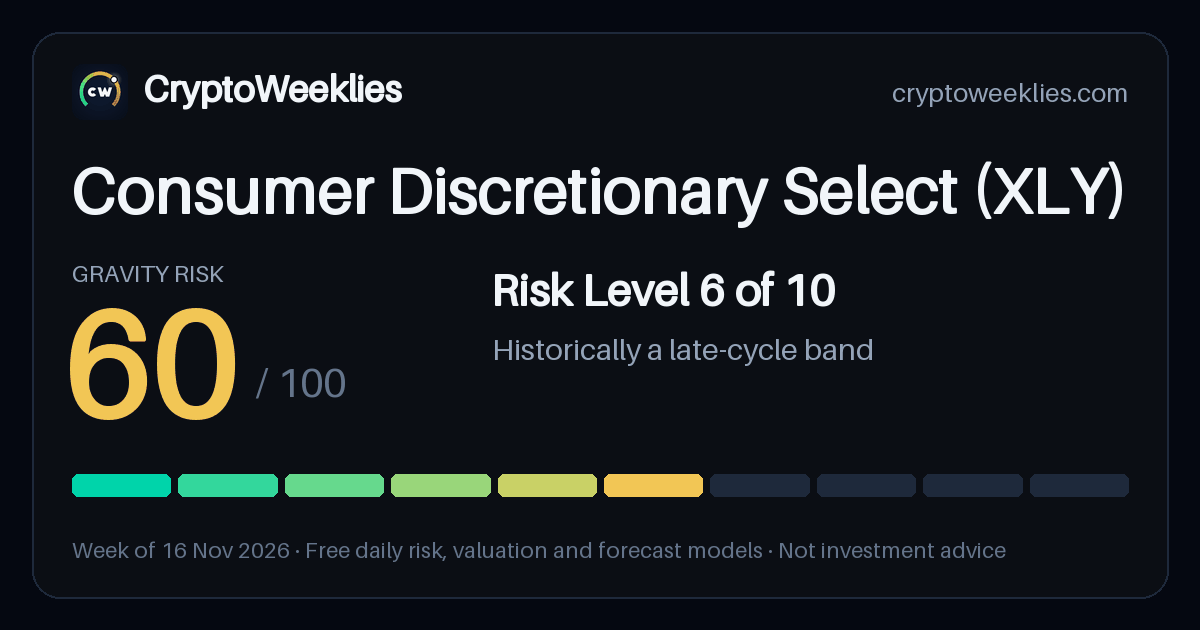 CW
CryptoWeeklies
cryptoweeklies.com
Consumer Discretionary Select (XLY)
GRAVITY RISK
60 / 100
Risk Level 6 of 10
Historically a late-cycle band
Week of 16 Nov 2026 · Free daily risk, valuation and forecast models · Not investment advice